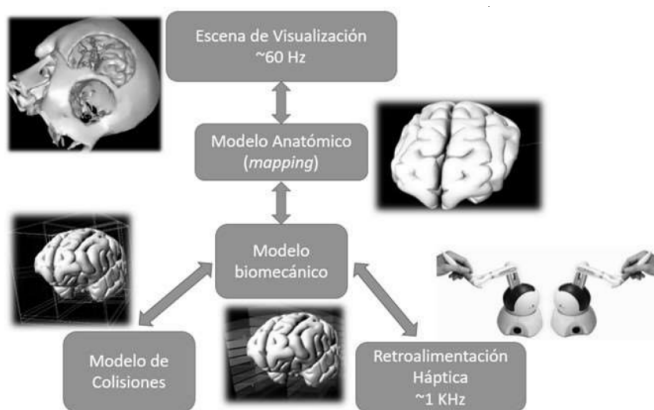 Escena de Visualización
~60 Hz
Modelo Anatómico
(mapping)
Modelo
biomecánico
Modelo de
Colisiones
Retroalimentación
Háptica
~1 KHz